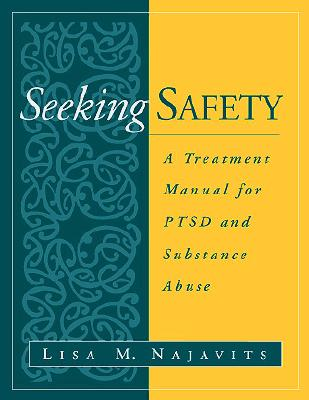 Seeking SAFETY
A Treatment
Manual for
PTSD and
Substance
Abuse
LISA M. NAJAVITS